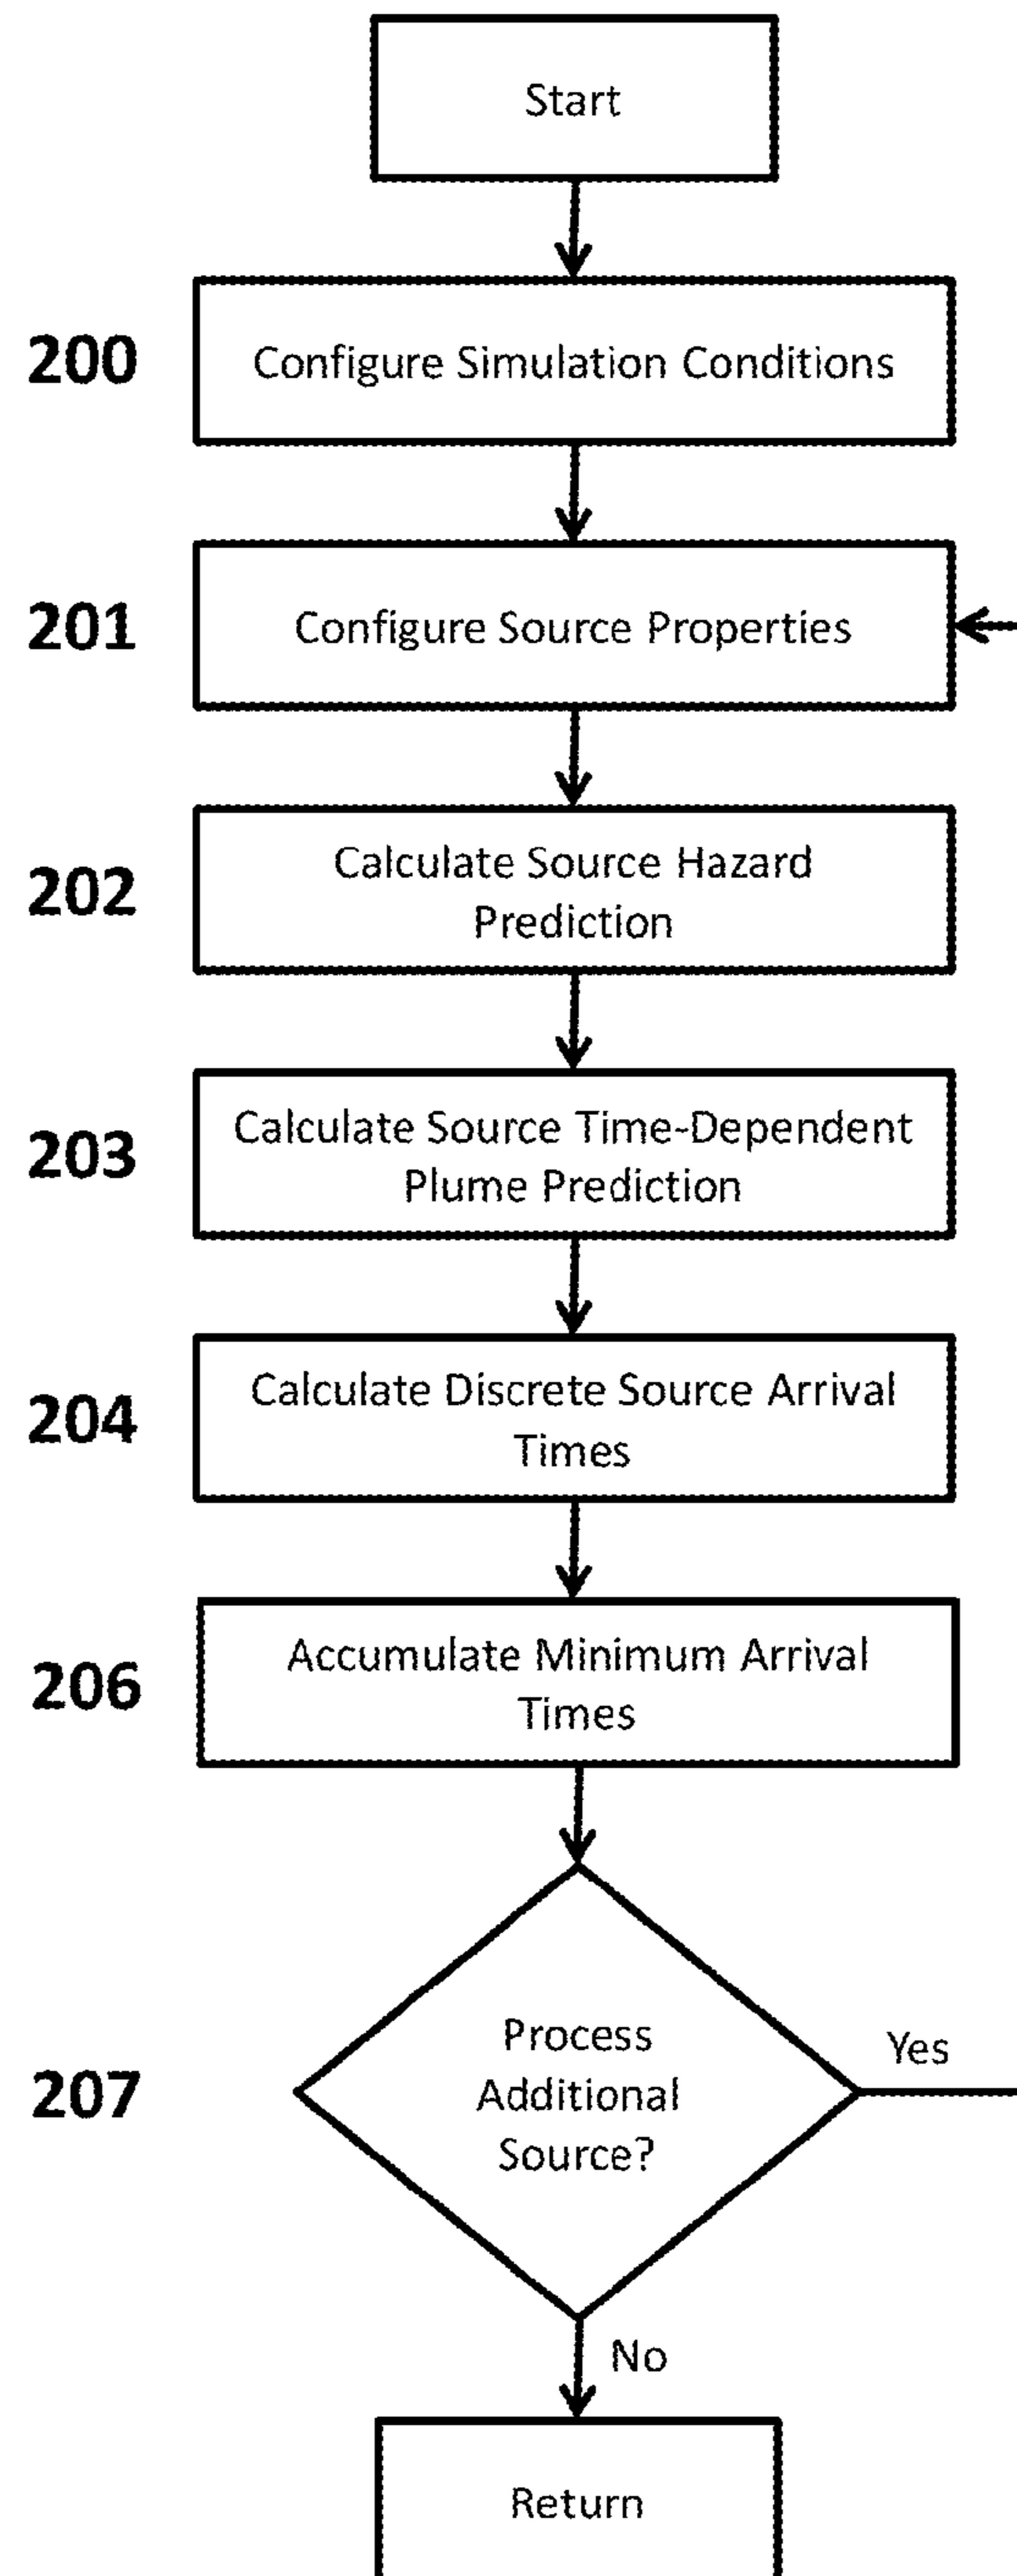 Start
200
Configure Simulation Conditions
201
Configure Source Properties
202
Calculate Source Hazard
Prediction
203
Calculate Source Time-Dependent
Plume Prediction
204
Calculate Discrete Source Arrival
Times
206
Accumulate Minimum Arrival
Times
207
Process
Additional
Source?
Yes
No
Return